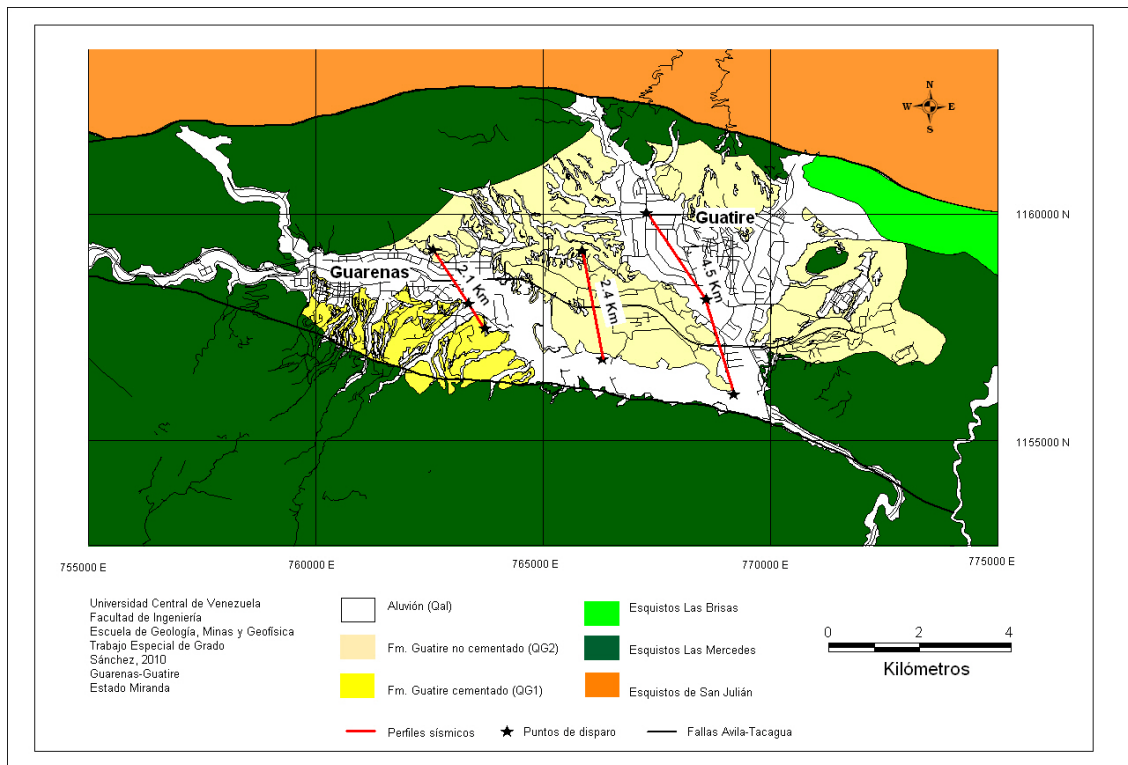 N
W E
S
1160000 N
Guatire
Guarenas
2.1 Km
2.4 Km
4.5 Km
1155000 N
755000 E
760000 E
765000 E
770000 E
775000 E
Universidad Central de Venezuela
Facultad de Ingeniería
Escuela de Geología, Minas y Geofísica
Trabajo Especial de Grado
Sánchez, 2010
Guarenas-Guatire
Estado Miranda
Aluvión (Qal)
Fm. Guatire no cementado (QG2)
Fm. Guatire cementado (QG1)
Esquistos Las Brisas
Esquistos Las Mercedes
Esquistos de San Julián
0 2 4
Kilómetros
Perfiles sísmicos
Puntos de disparo
Fallas Avila-Tacagua